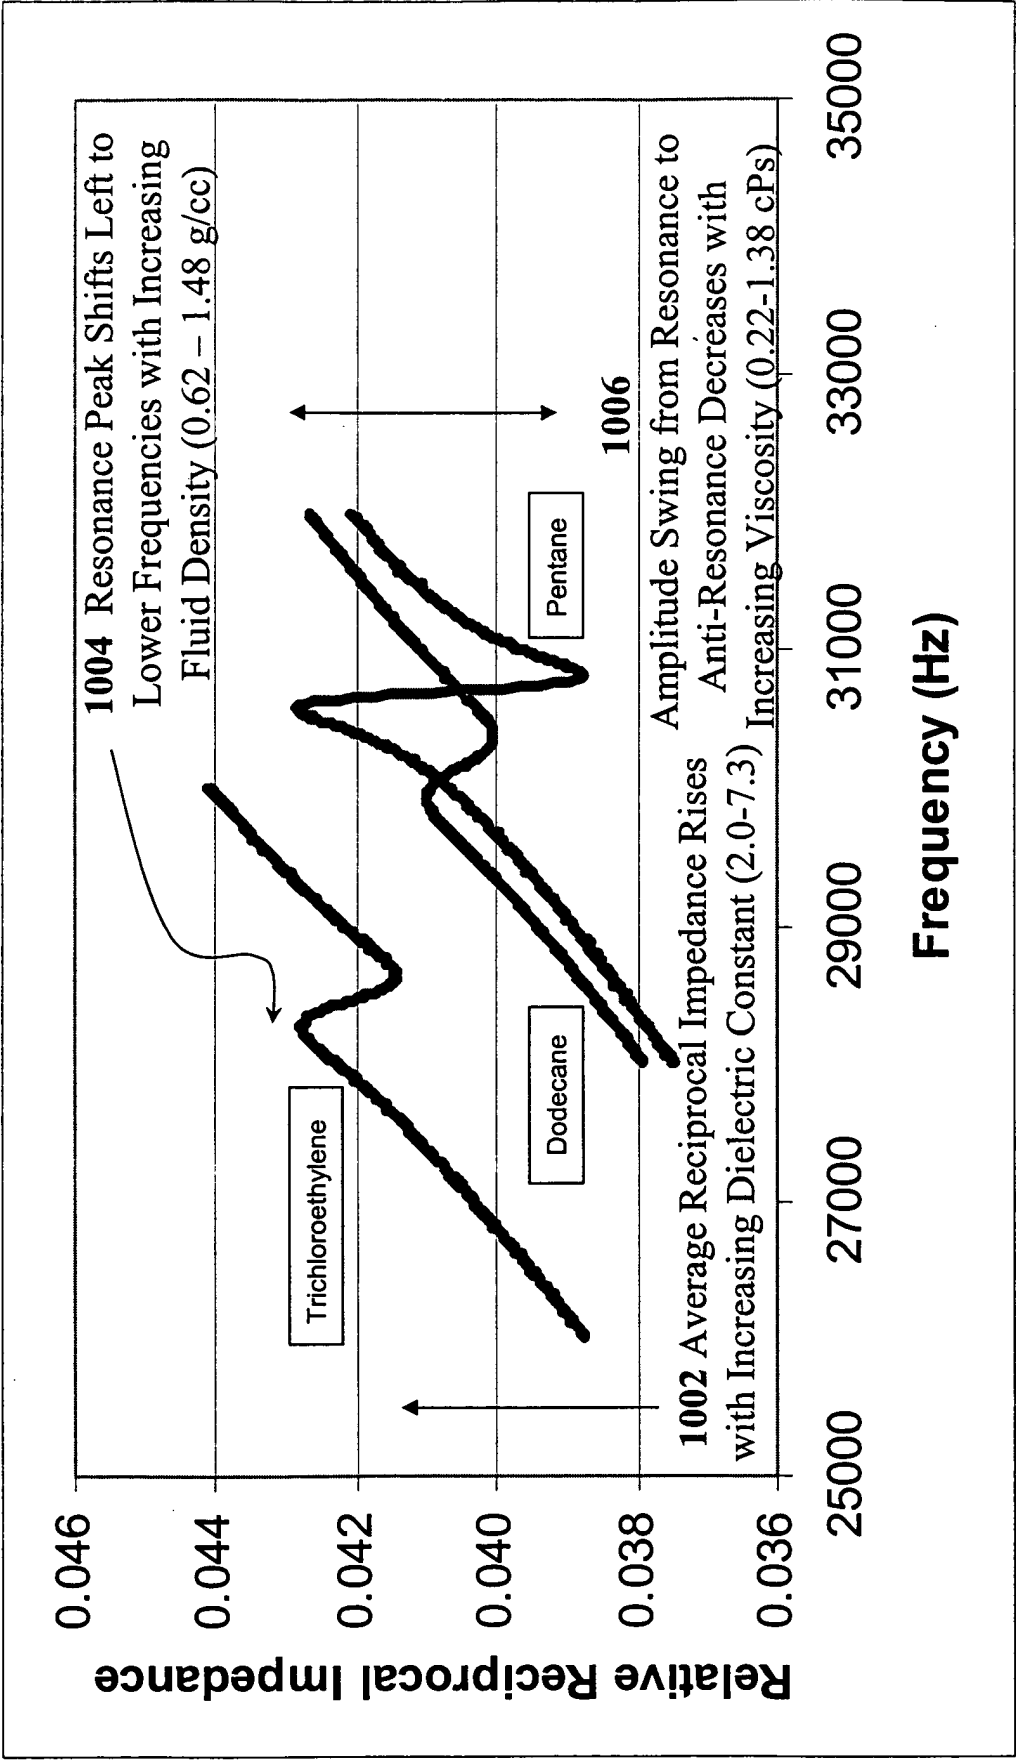 1004 Resonance Peak Shifts Left to
Lower Frequencies with Increasing
Fluid Density (0.62 – 1.48 g/cc)
0.046
0.044
0.042
0.040
0.038
0.036
Relative Reciprocal Impedance
Trichloroethylene
Dodecane
Pentane
1006
Amplitude Swing from Resonance to
Anti-Resonance Decreases with
Increasing Viscosity (0.22-1.38 cPs)
1002 Average Reciprocal Impedance Rises
with Increasing Dielectric Constant (2.0-7.3)
25000
27000
29000
31000
33000
35000
Frequency (Hz)